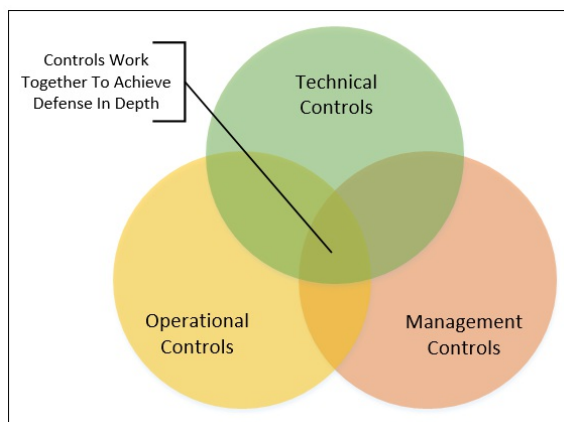 Controls Work
Together To Achieve
Defense In Depth
Technical
Controls
Operational
Controls
Management
Controls